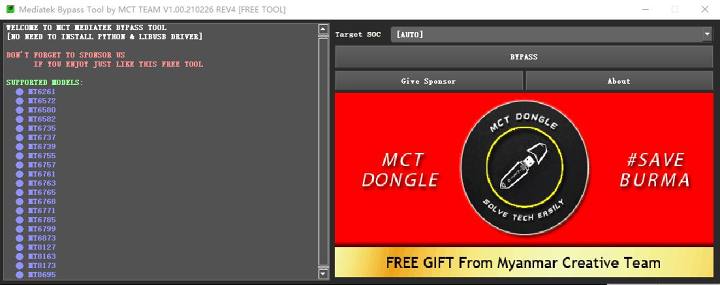 Mediatek Bypass Tool by MCT TEAM V1.00.210226 REV4 [FREE TOOL]
WELCOME TO MCT MEDIATEK BYPASS TOOL
[NO NEED TO INSTALL PYTHON & LIBUSB DRIVER]
DON'T FORGET TO SPONSOR US
IF YOU ENJOY JUST LIKE THIS FREE TOOL
SUPPORTED MODELS:
MT6261
MT6572
MT6580
MT6582
MT6735
MT6737
MT6739
MT6755
MT6757
MT6761
MT6763
MT6765
MT6768
MT6771
MT6785
MT6799
MT6873
MT8127
MT8163
MT8173
MT8695
Target SOC [AUTO]
BYPASS
Give Sponsor About
MCT DONGLE
SOLVE TECH EASILY
MCT
DONGLE
#SAVE
BURMA
FREE GIFT From Myanmar Creative Team